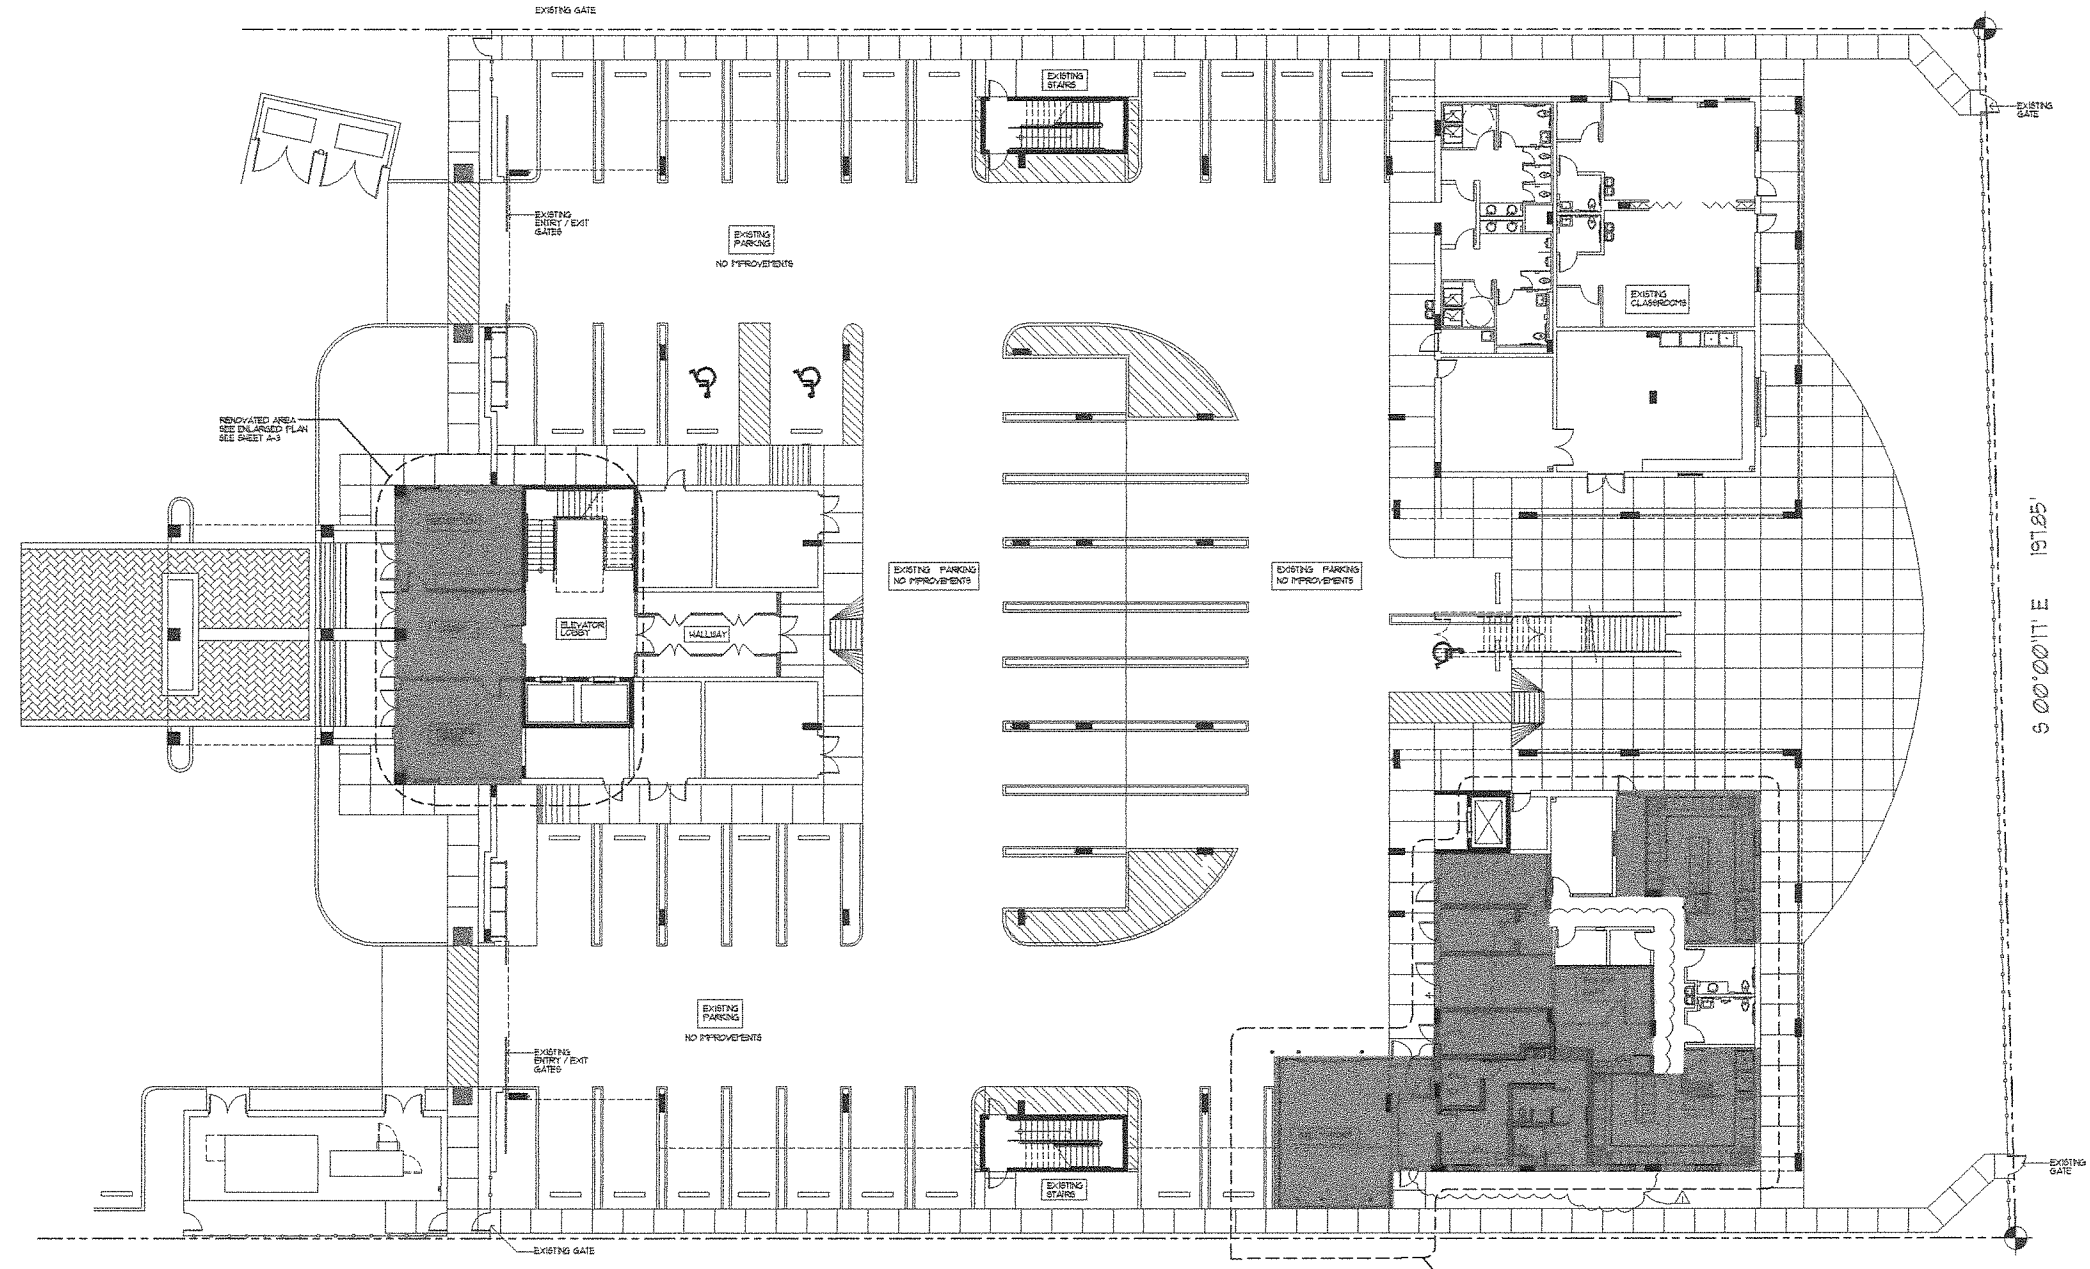 EXISTING GATE
EXISTING
STAIRS
EXISTING
GATE
EXISTING
ENTRY / EXIT
GATES
EXISTING
PARKING
NO IMPROVEMENTS
EXISTING
CLASSROOMS
RENOVATED AREA
SEE ENLARGED PLAN
SEE SHEET A-3
EXISTING PARKING
NO IMPROVEMENTS
EXISTING PARKING
NO IMPROVEMENTS
ELEVATOR
LOBBY
HALLWAY
S 00°00'17" E 197.85'
EXISTING
PARKING
NO IMPROVEMENTS
EXISTING
ENTRY / EXIT
GATES
EXISTING
STAIRS
EXISTING
GATE
EXISTING GATE